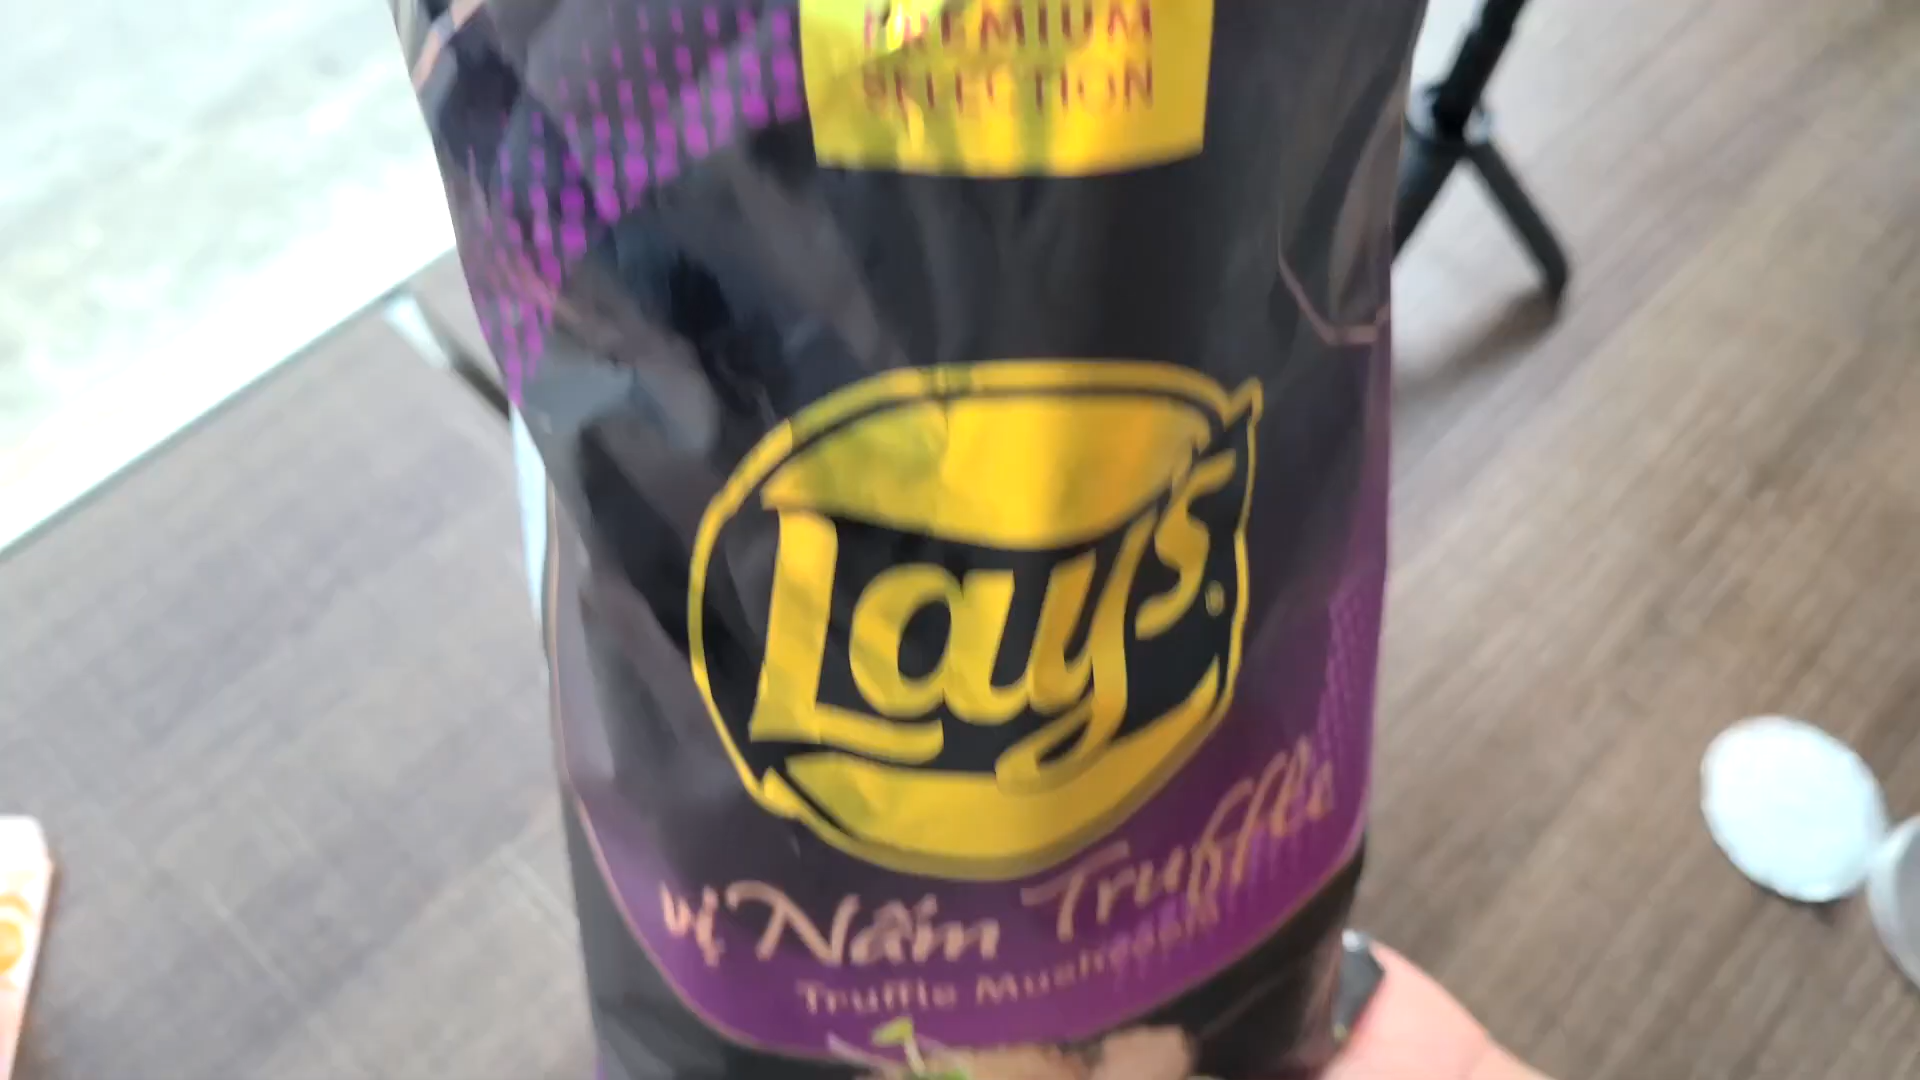 PREMIUM
SELECTION
Lay's
vị Nấm Truffle
Truffle Mushroom